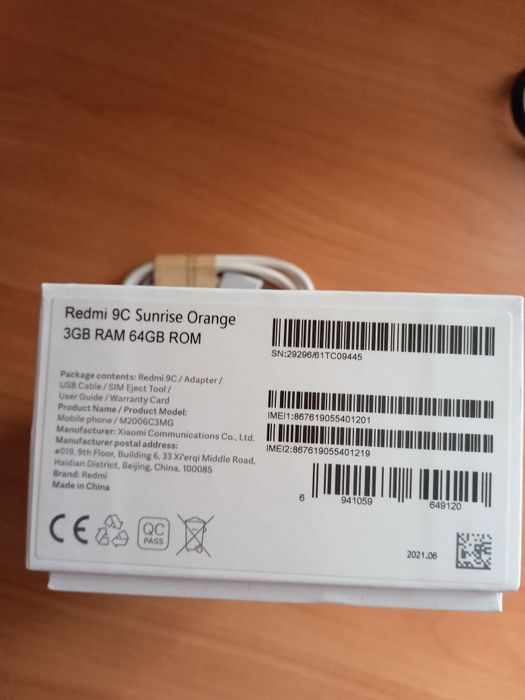 Redmi 9C Sunrise Orange
3GB RAM 64GB ROM
Package contents: Redmi 9C / Adapter /
USB Cable / SIM Eject Tool /
User Guide / Warranty Card
Product Name / Product Model:
Mobile phone / M2006C3MG
Manufacturer: Xiaomi Communications Co., Ltd.
Manufacturer postal address:
#019, 9th Floor, Building 6, 33 Xi'erqi Middle Road,
Haidian District, Beijing, China, 100085
Brand: Redmi
Made in China
CE
QC
PASS
SN:29296/61TC09445
IMEI1:867619055401201
IMEI2:867619055401219
6 941059 649120
2021.06